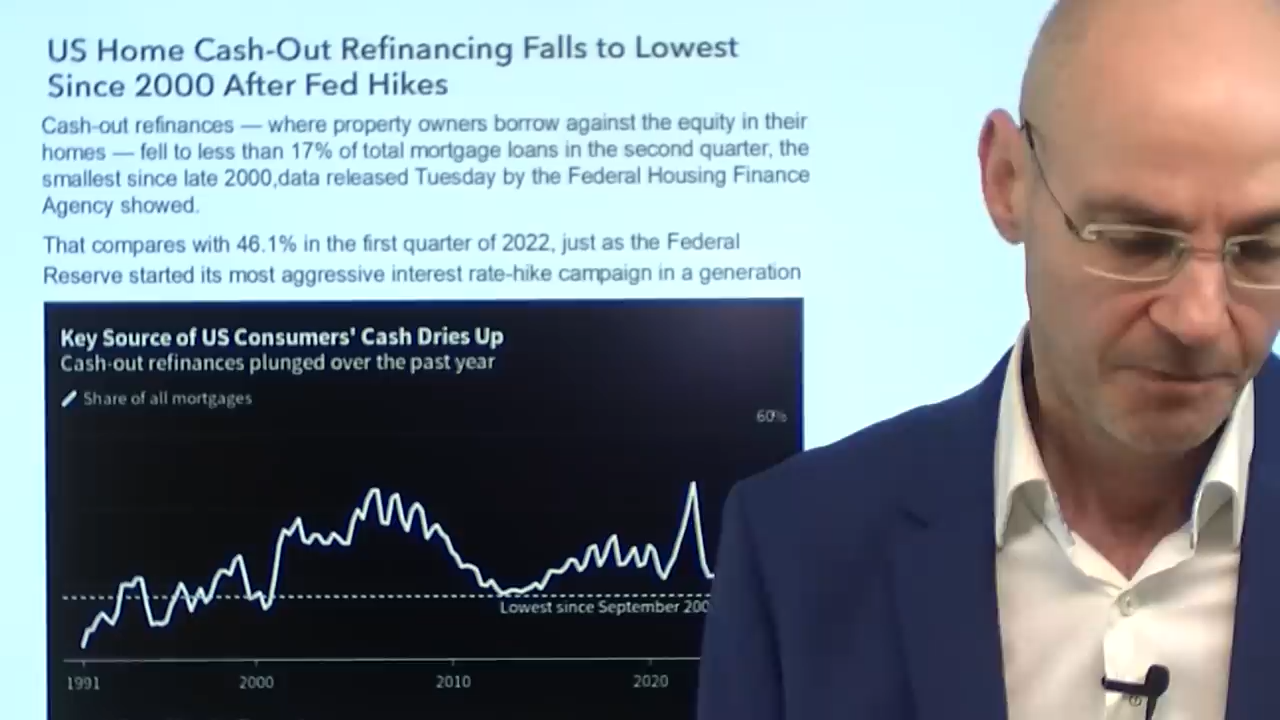 US Home Cash-Out Refinancing Falls to Lowest
Since 2000 After Fed Hikes
Cash-out refinances — where property owners borrow against the equity in their
homes — fell to less than 17% of total mortgage loans in the second quarter, the
smallest since late 2000,data released Tuesday by the Federal Housing Finance
Agency showed.
That compares with 46.1% in the first quarter of 2022, just as the Federal
Reserve started its most aggressive interest rate-hike campaign in a generation
Key Source of US Consumers' Cash Dries Up
Cash-out refinances plunged over the past year
Share of all mortgages
60%
Lowest since September
1991 2000 2010 2020